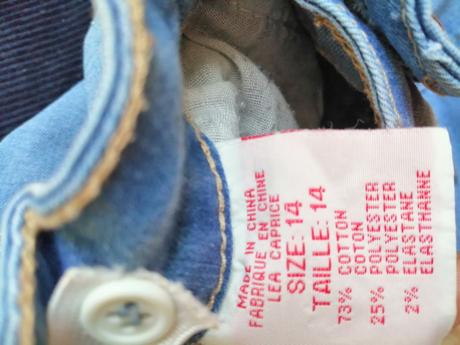 MADE IN CHINA
FABRIQUE EN CHINE
LEA CAPRICE
SIZE: 14
TAILLE: 14
73% COTTON
COTON
25% POLYESTER
POLYESTER
2% ELASTANE
ELASTHANNE